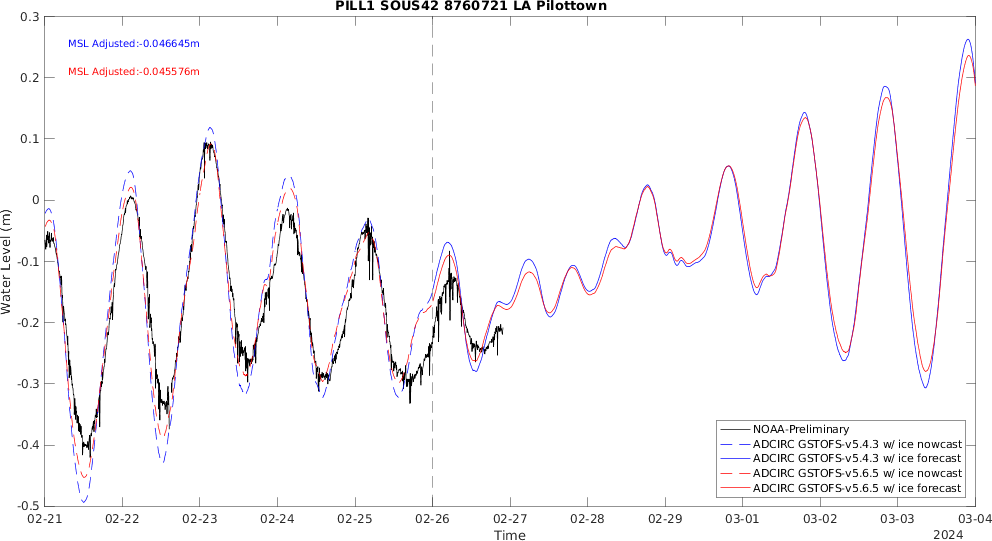 PILL1 SOUS42 8760721 LA Pilottown
MSL Adjusted:-0.046645m
MSL Adjusted:-0.045576m
Water Level (m)
0.3
0.2
0.1
0
-0.1
-0.2
-0.3
-0.4
-0.5
NOAA-Preliminary
ADCIRC GSTOFS-v5.4.3 w/ ice nowcast
ADCIRC GSTOFS-v5.4.3 w/ ice forecast
ADCIRC GSTOFS-v5.6.5 w/ ice nowcast
ADCIRC GSTOFS-v5.6.5 w/ ice forecast
02-21 02-22 02-23 02-24 02-25 02-26 02-27 02-28 02-29 03-01 03-02 03-03 03-04
Time
2024